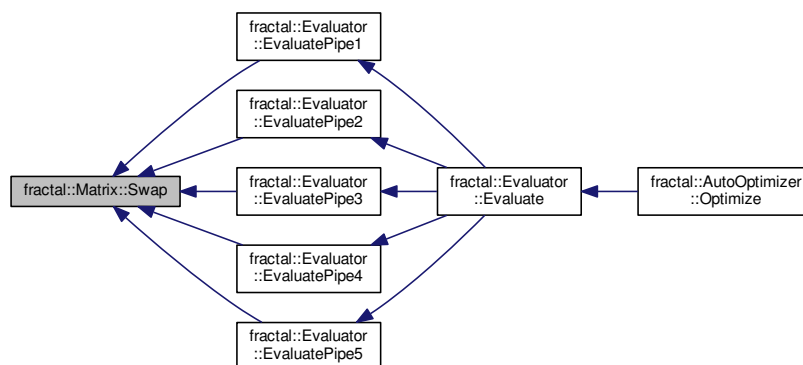 fractal::Evaluator
::EvaluatePipe1
fractal::Evaluator
::EvaluatePipe2
fractal::Matrix::Swap
fractal::Evaluator
::EvaluatePipe3
fractal::Evaluator
::Evaluate
fractal::AutoOptimizer
::Optimize
fractal::Evaluator
::EvaluatePipe4
fractal::Evaluator
::EvaluatePipe5